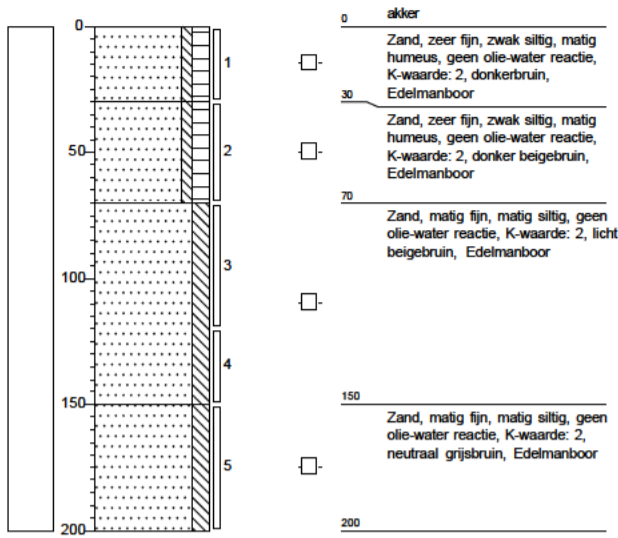 0
50
100
150
200
1
2
3
4
5
0
akker
Zand, zeer fijn, zwak siltig, matig
humeus, geen olie-water reactie,
K-waarde: 2, donkerbruin,
Edelmanboor
30
Zand, zeer fijn, zwak siltig, matig
humeus, geen olie-water reactie,
K-waarde: 2, donker beigebruin,
Edelmanboor
70
Zand, matig fijn, matig siltig, geen
olie-water reactie, K-waarde: 2, licht
beigebruin, Edelmanboor
150
Zand, matig fijn, matig siltig, geen
olie-water reactie, K-waarde: 2,
neutraal grijsbruin, Edelmanboor
200